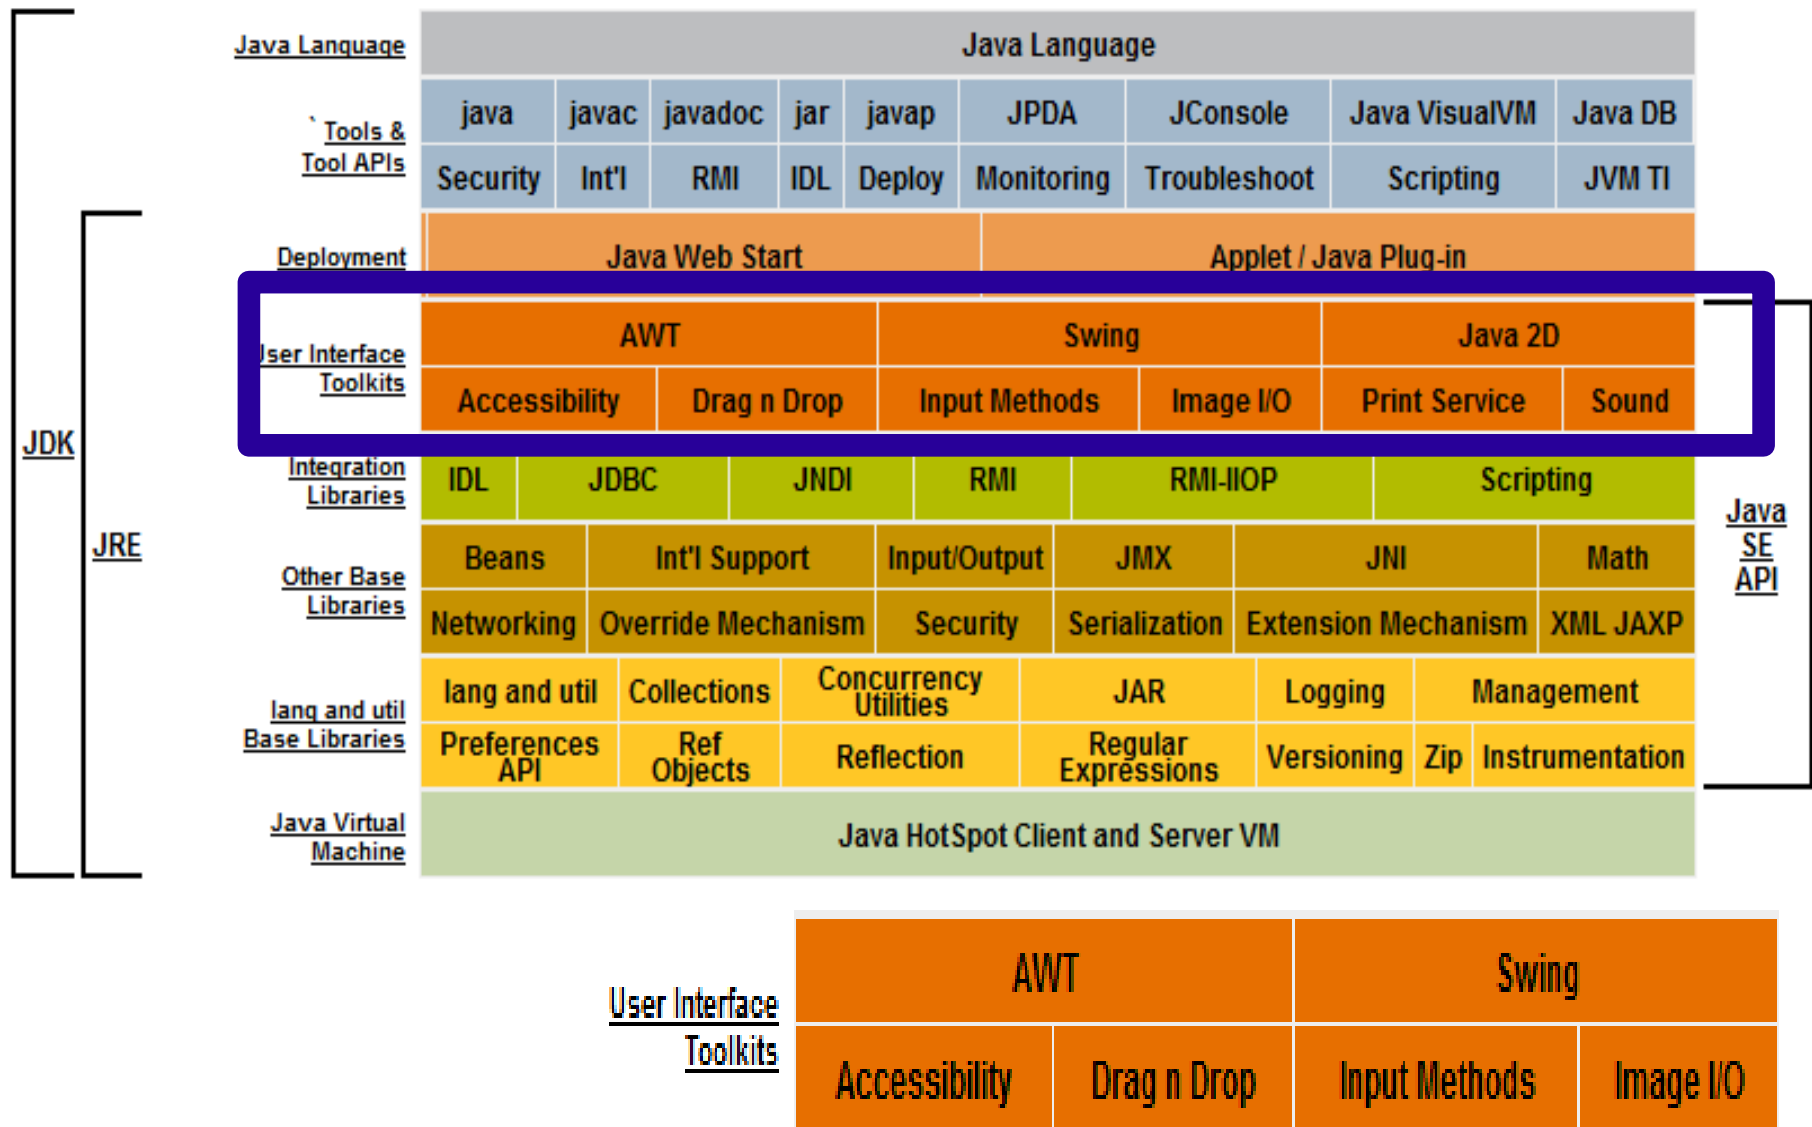 Java Language
Java Language
` Tools &
Tool APIs
java javac javadoc jar javap JPDA JConsole Java VisualVM Java DB
Security Int'l RMI IDL Deploy Monitoring Troubleshoot Scripting JVM TI
Deployment
Java Web Start Applet / Java Plug-in
User Interface
Toolkits
AWT Swing Java 2D
Accessibility Drag n Drop Input Methods Image I/O Print Service Sound
Integration
Libraries
IDL JDBC JNDI RMI RMI-IIOP Scripting
Other Base
Libraries
Beans Int'l Support Input/Output JMX JNI Math
Networking Override Mechanism Security Serialization Extension Mechanism XML JAXP
lang and util
Base Libraries
lang and util Collections Concurrency
Utilities JAR Logging Management
Preferences
API Ref
Objects Reflection Regular
Expressions Versioning Zip Instrumentation
Java Virtual
Machine
Java HotSpot Client and Server VM
JDK
JRE
Java
SE
API
User Interface
Toolkits
AWT Swing
Accessibility Drag n Drop Input Methods Image I/O